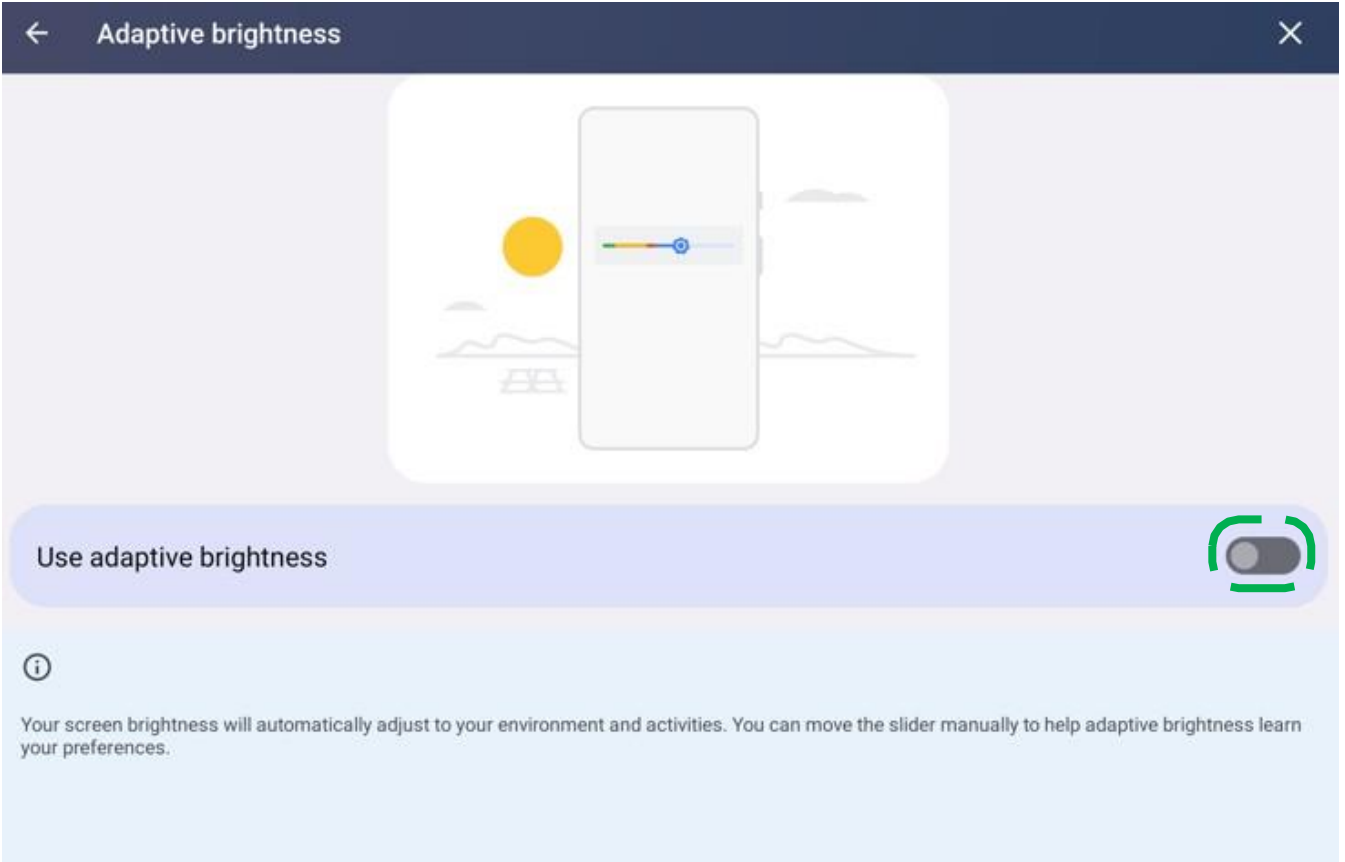 Adaptive brightness
Use adaptive brightness
Your screen brightness will automatically adjust to your environment and activities. You can move the slider manually to help adaptive brightness learn
your preferences.